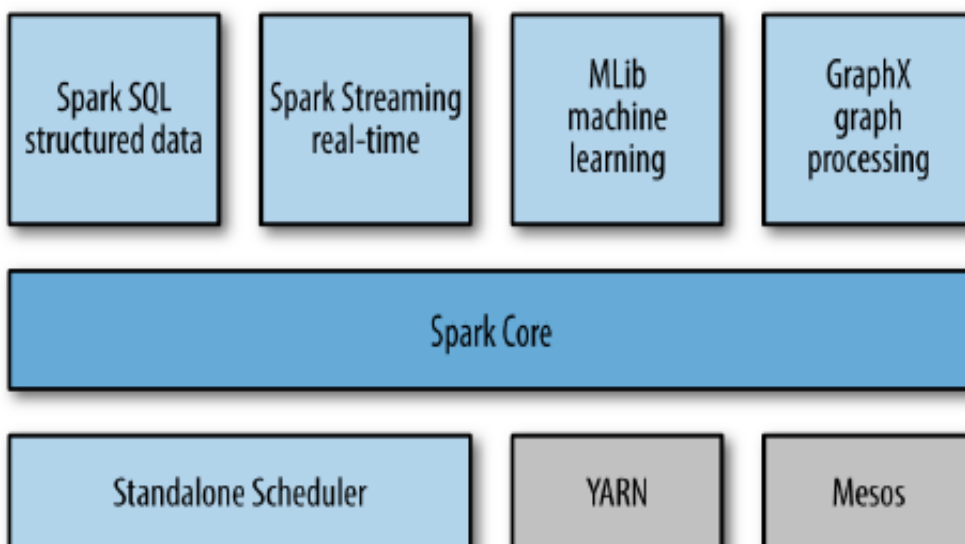 Spark SQL
structured data
Spark Streaming
real-time
MLib
machine
learning
GraphX
graph
processing
Spark Core
Standalone Scheduler
YARN
Mesos